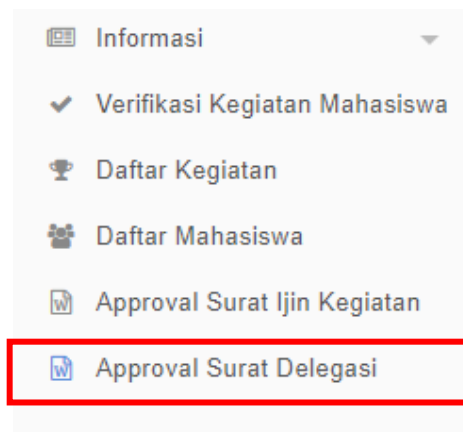 Informasi
Verifikasi Kegiatan Mahasiswa
Daftar Kegiatan
Daftar Mahasiswa
Approval Surat Ijin Kegiatan
Approval Surat Delegasi